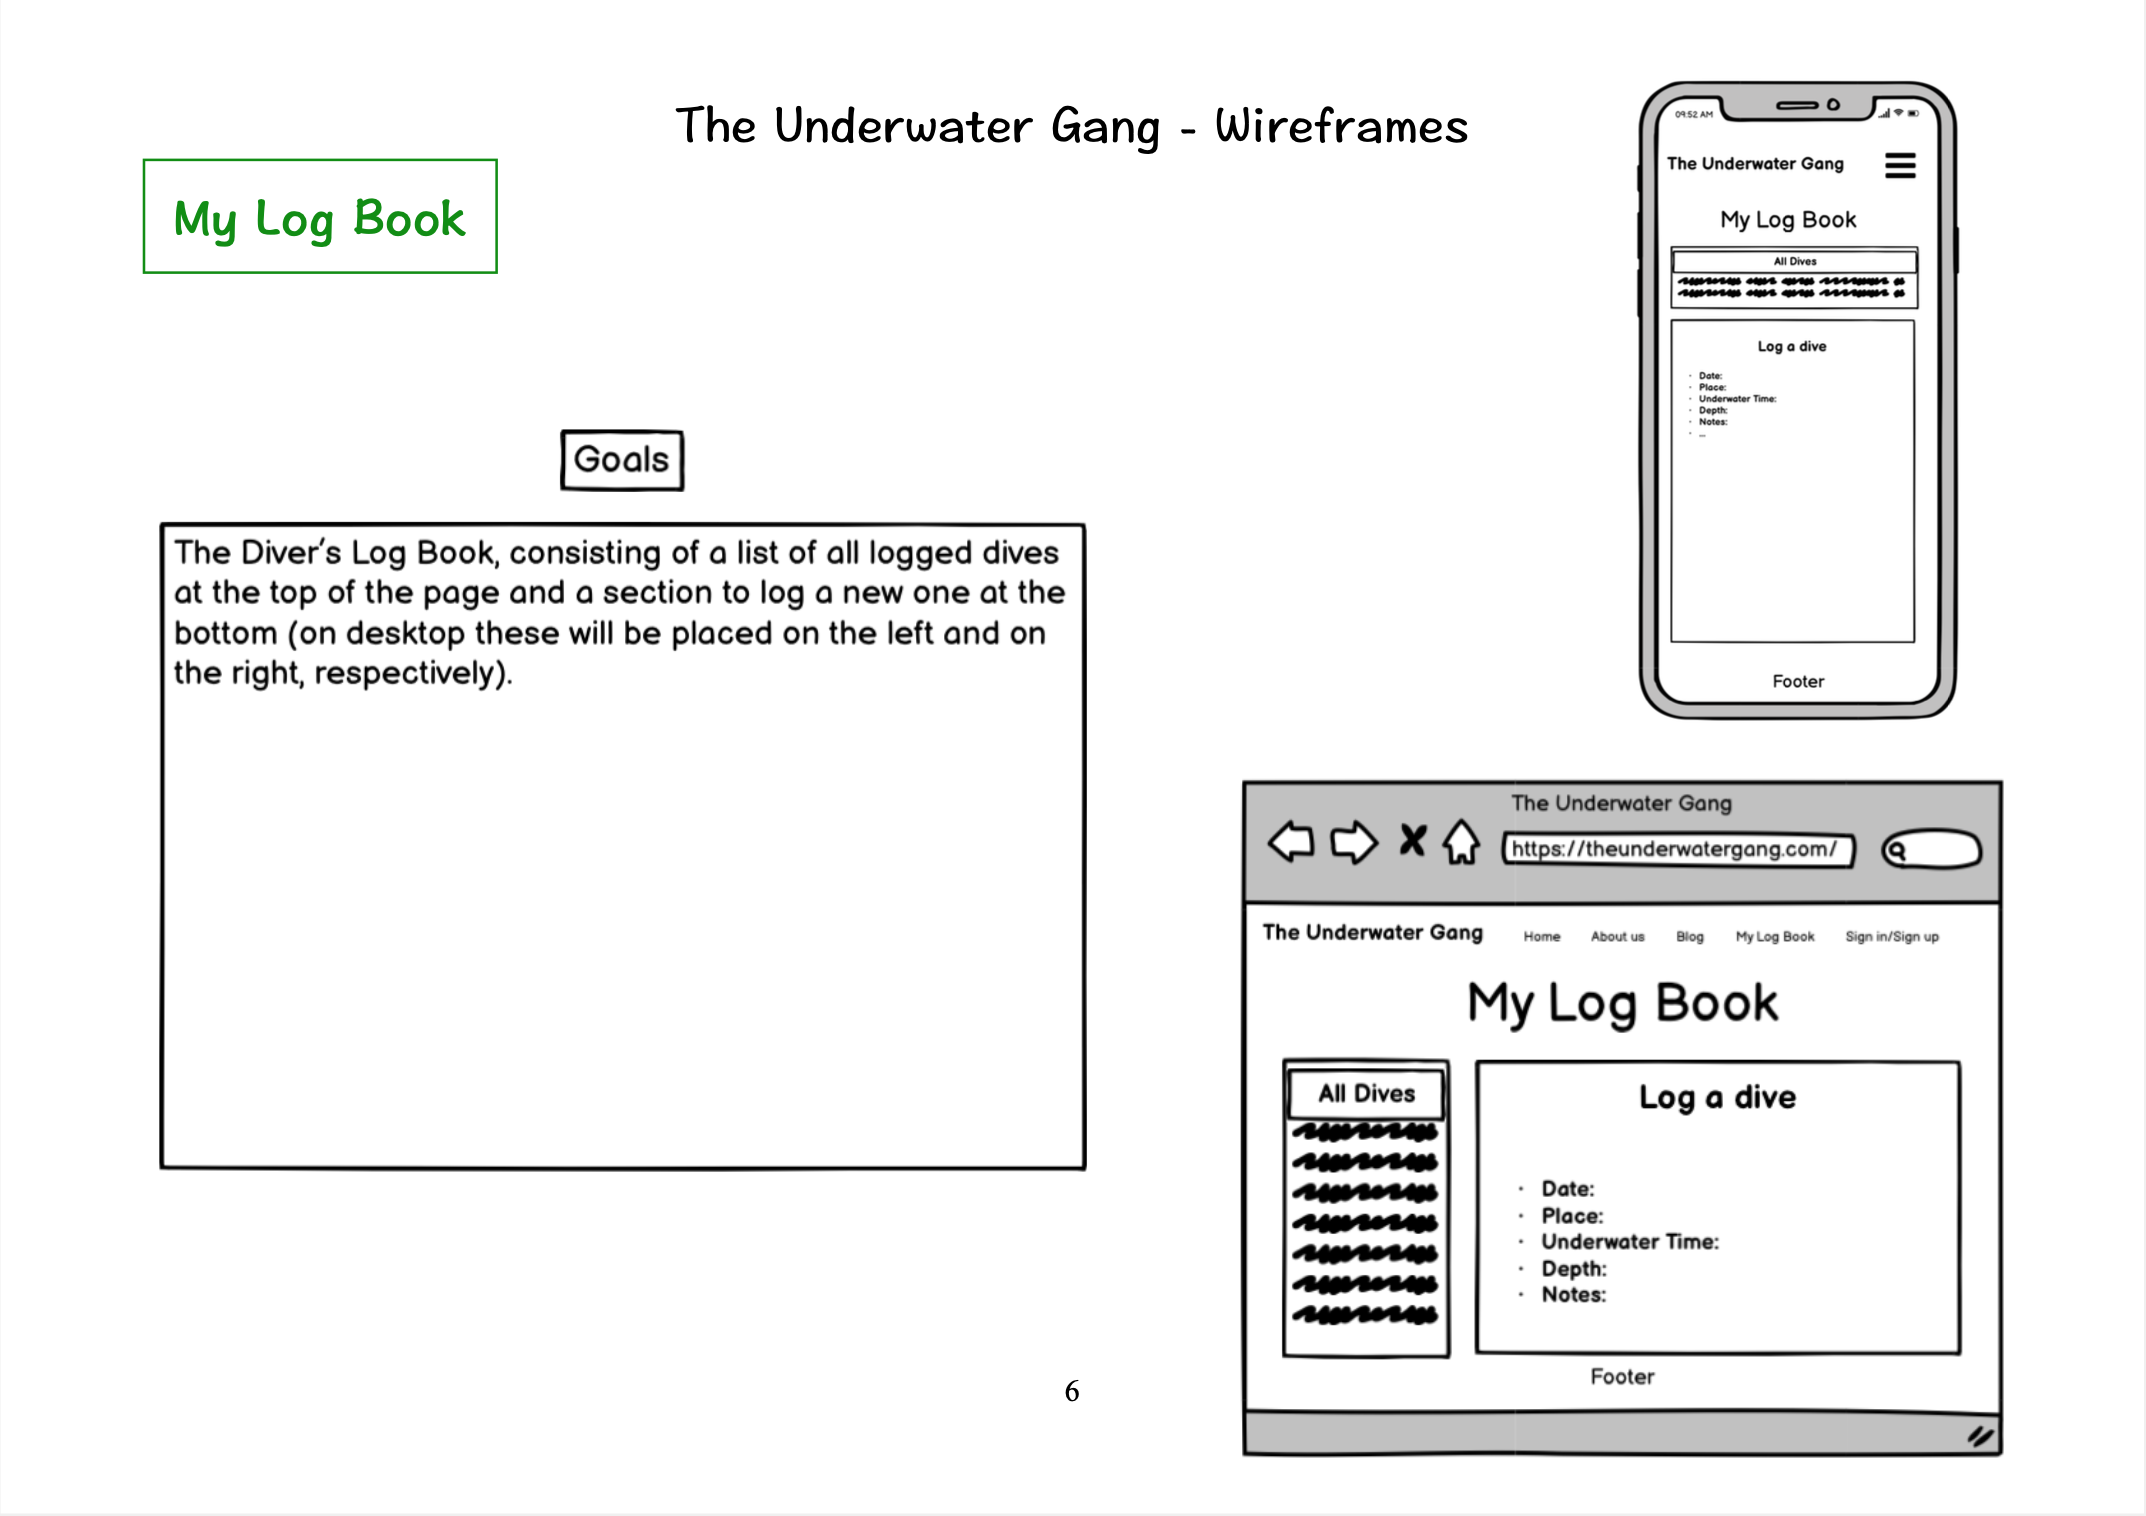 The Underwater Gang - Wireframes
My Log Book
Goals
The Diver's Log Book, consisting of a list of all logged dives
at the top of the page and a section to log a new one at the
bottom (on desktop these will be placed on the left and on
the right, respectively).
09:52 AM
The Underwater Gang
My Log Book
All Dives
Log a dive
· Date:
· Place:
· Underwater Time:
· Depth:
· Notes:
· ...
Footer
The Underwater Gang
https://theunderwatergang.com/
The Underwater Gang Home About us Blog My Log Book Sign in/Sign up
My Log Book
All Dives
Log a dive
· Date:
· Place:
· Underwater Time:
· Depth:
· Notes:
Footer
6